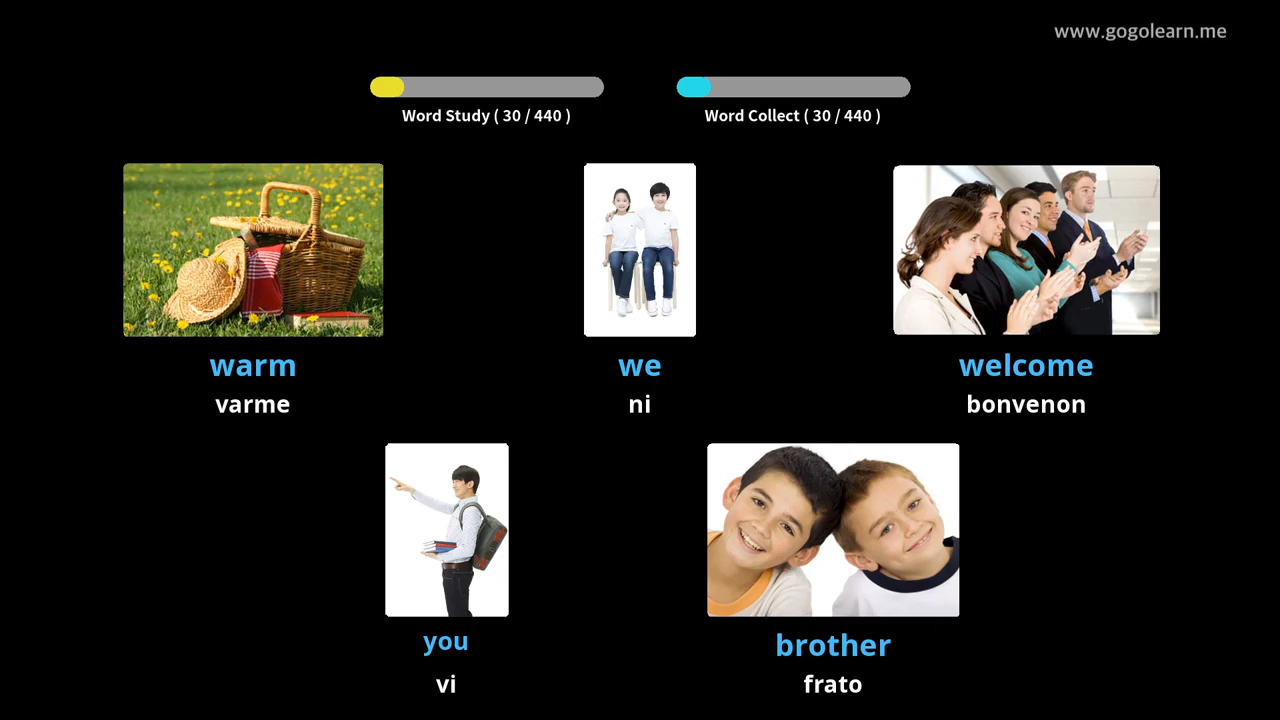 www.gogolearn.me
Word Study ( 30 / 440 )
Word Collect ( 30 / 440 )
warm
varme
we
ni
welcome
bonvenon
you
vi
brother
frato